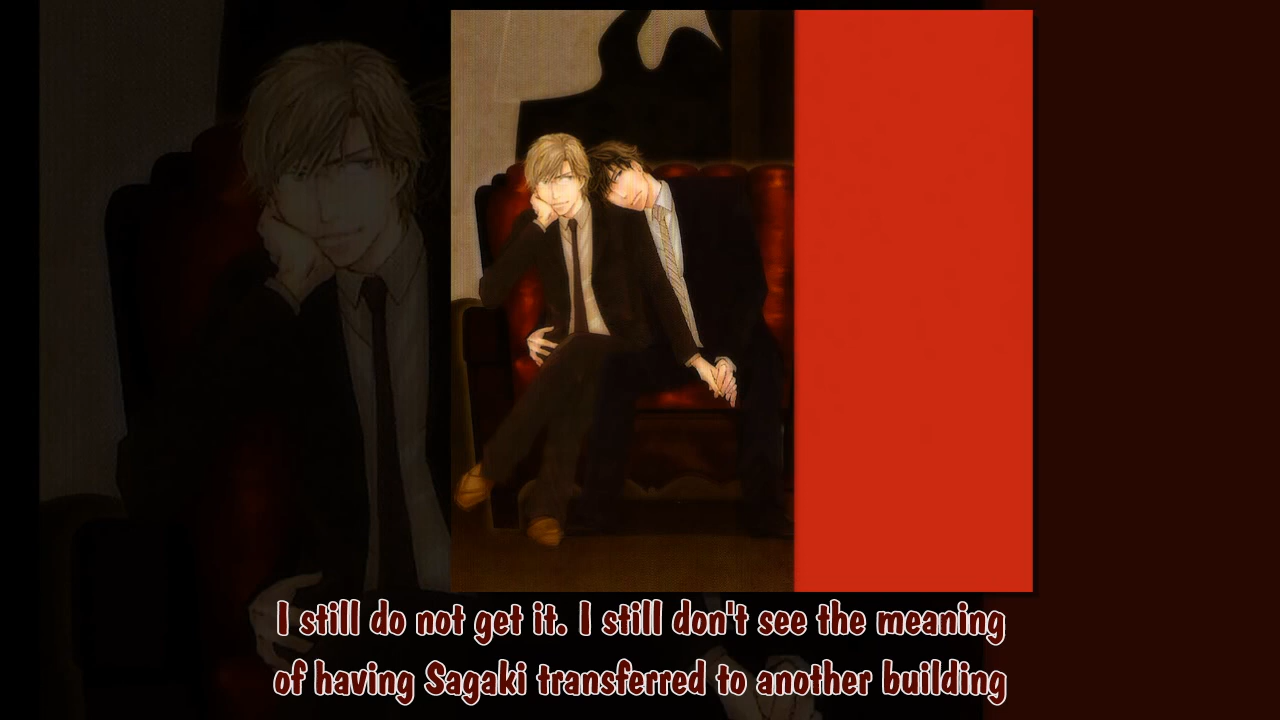 I still do not get it. I still don't see the meaning
of having Sagaki transferred to another building